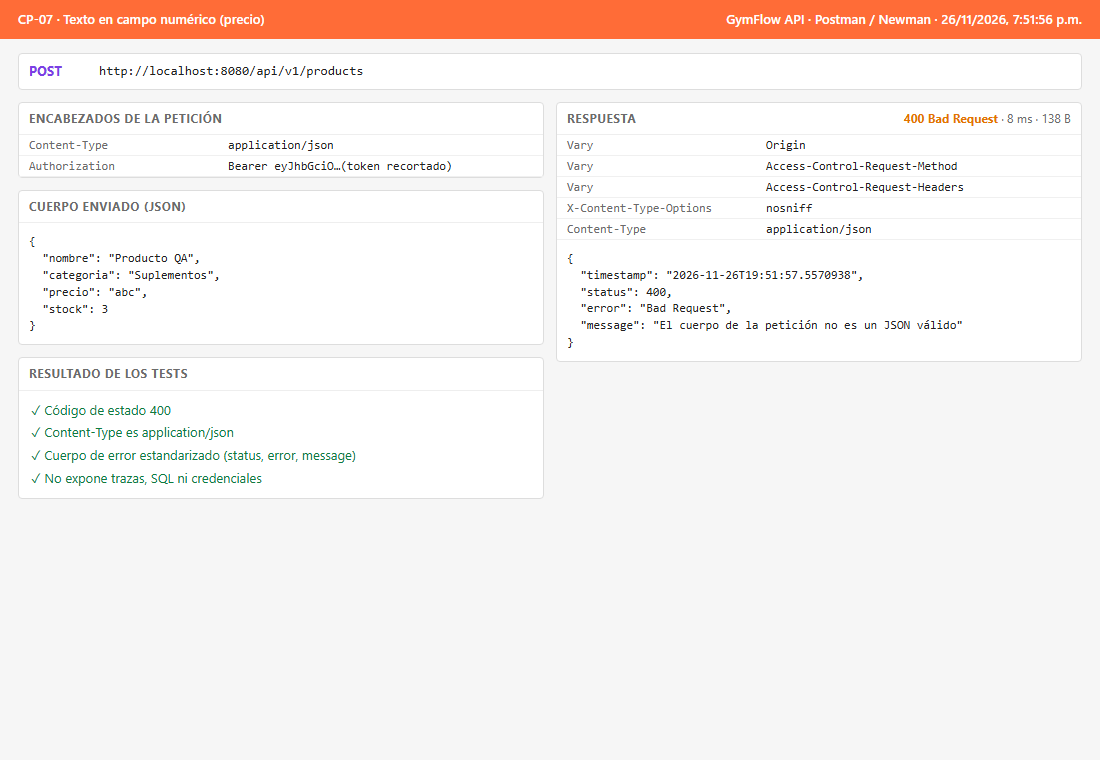 CP-07 · Texto en campo numérico (precio)
GymFlow API · Postman / Newman · 26/11/2026, 7:51:56 p.m.
POST http://localhost:8080/api/v1/products
ENCABEZADOS DE LA PETICIÓN
Content-Type application/json
Authorization Bearer eyJhbGciO…(token recortado)
CUERPO ENVIADO (JSON)
{
"nombre": "Producto QA",
"categoria": "Suplementos",
"precio": "abc",
"stock": 3
}
RESULTADO DE LOS TESTS
✓ Código de estado 400
✓ Content-Type es application/json
✓ Cuerpo de error estandarizado (status, error, message)
✓ No expone trazas, SQL ni credenciales
RESPUESTA 400 Bad Request · 8 ms · 138 B
Vary Origin
Vary Access-Control-Request-Method
Vary Access-Control-Request-Headers
X-Content-Type-Options nosniff
Content-Type application/json
{
"timestamp": "2026-11-26T19:51:57.5570938",
"status": 400,
"error": "Bad Request",
"message": "El cuerpo de la petición no es un JSON válido"
}